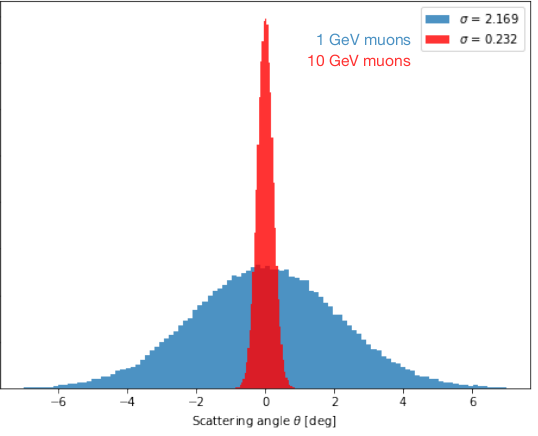 σ = 2.169
1 GeV muons
σ = 0.232
10 GeV muons
−6 −4 −2 0 2 4 6
Scattering angle θ [deg]